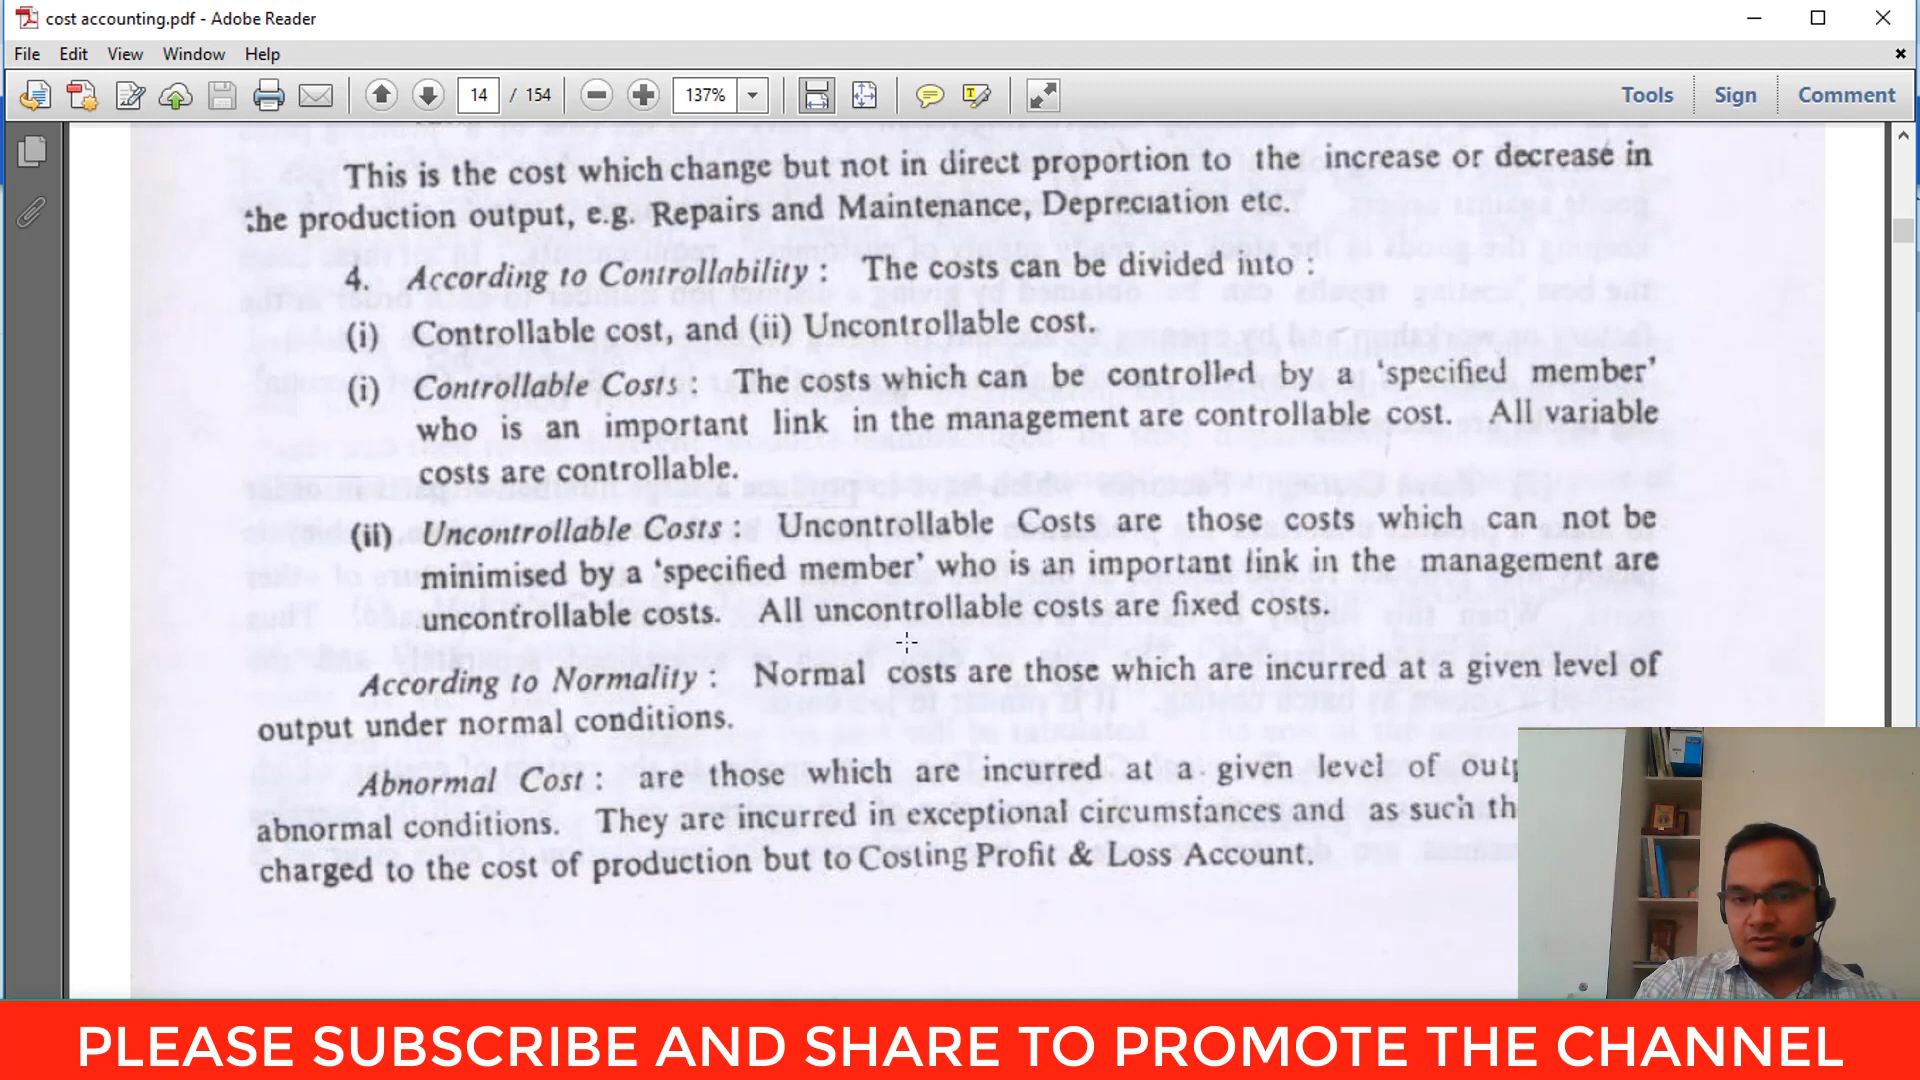 cost accounting.pdf - Adobe Reader
File Edit View Window Help
14 / 154 137% Tools Sign Comment
This is the cost which change but not in direct proportion to the increase or decrease in
the production output, e.g. Repairs and Maintenance, Depreciation etc.
4. According to Controllability : The costs can be divided into :
(i) Controllable cost, and (ii) Uncontrollable cost.
(i) Controllable Costs : The costs which can be controlled by a 'specified member'
who is an important link in the management are controllable cost. All variable
costs are controllable.
(ii) Uncontrollable Costs : Uncontrollable Costs are those costs which can not be
minimised by a 'specified member' who is an important link in the management are
uncontrollable costs. All uncontrollable costs are fixed costs.
According to Normality : Normal costs are those which are incurred at a given level of
output under normal conditions.
Abnormal Cost : are those which are incurred at a given level of
abnormal conditions. They are incurred in exceptional circumstances and as such
charged to the cost of production but to Costing Profit & Loss Account.
PLEASE SUBSCRIBE AND SHARE TO PROMOTE THE CHANNEL